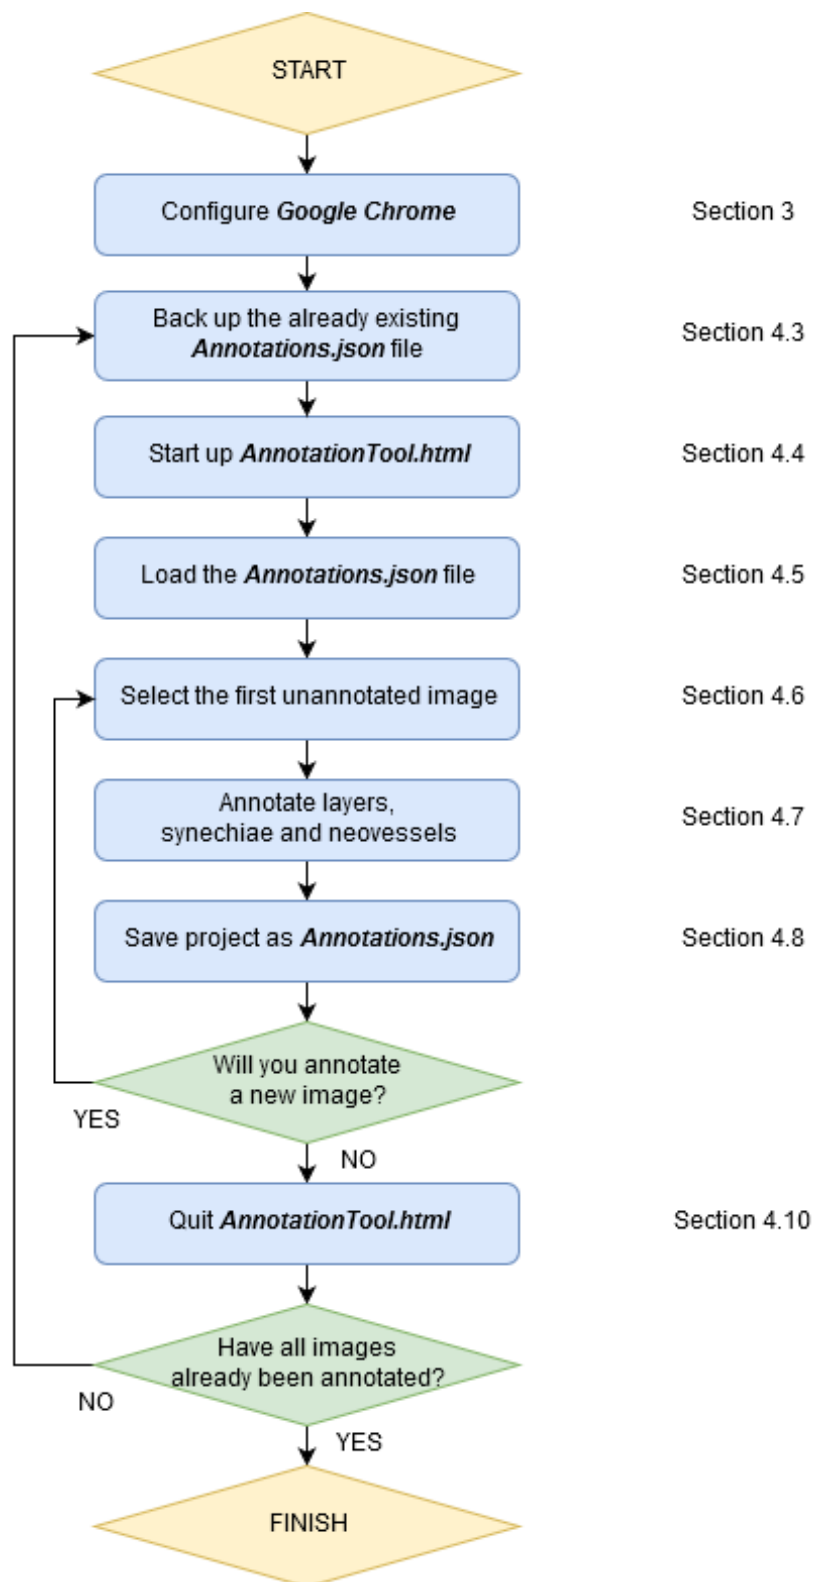 START
Configure Google Chrome
Section 3
Back up the already existing
Annotations.json file
Section 4.3
Start up AnnotationTool.html
Section 4.4
Load the Annotations.json file
Section 4.5
Select the first unannotated image
Section 4.6
Annotate layers,
synechiae and neovessels
Section 4.7
Save project as Annotations.json
Section 4.8
Will you annotate
a new image?
YES
NO
Quit AnnotationTool.html
Section 4.10
Have all images
already been annotated?
NO
YES
FINISH